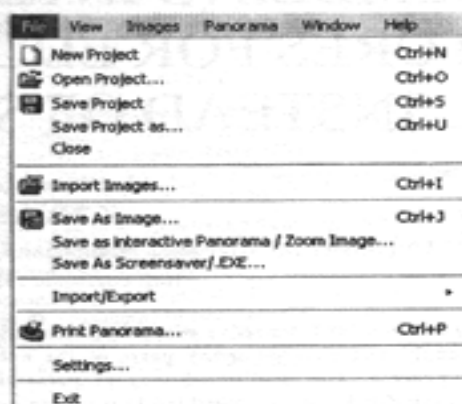 File View Images Panorama Window Help
New Project Ctrl+N
Open Project... Ctrl+O
Save Project Ctrl+S
Save Project as... Ctrl+U
Close
Import Images... Ctrl+I
Save As Image... Ctrl+J
Save as interactive Panorama / Zoom Image...
Save As Screensaver/.EXE...
Import/Export
Print Panorama... Ctrl+P
Settings...
Exit